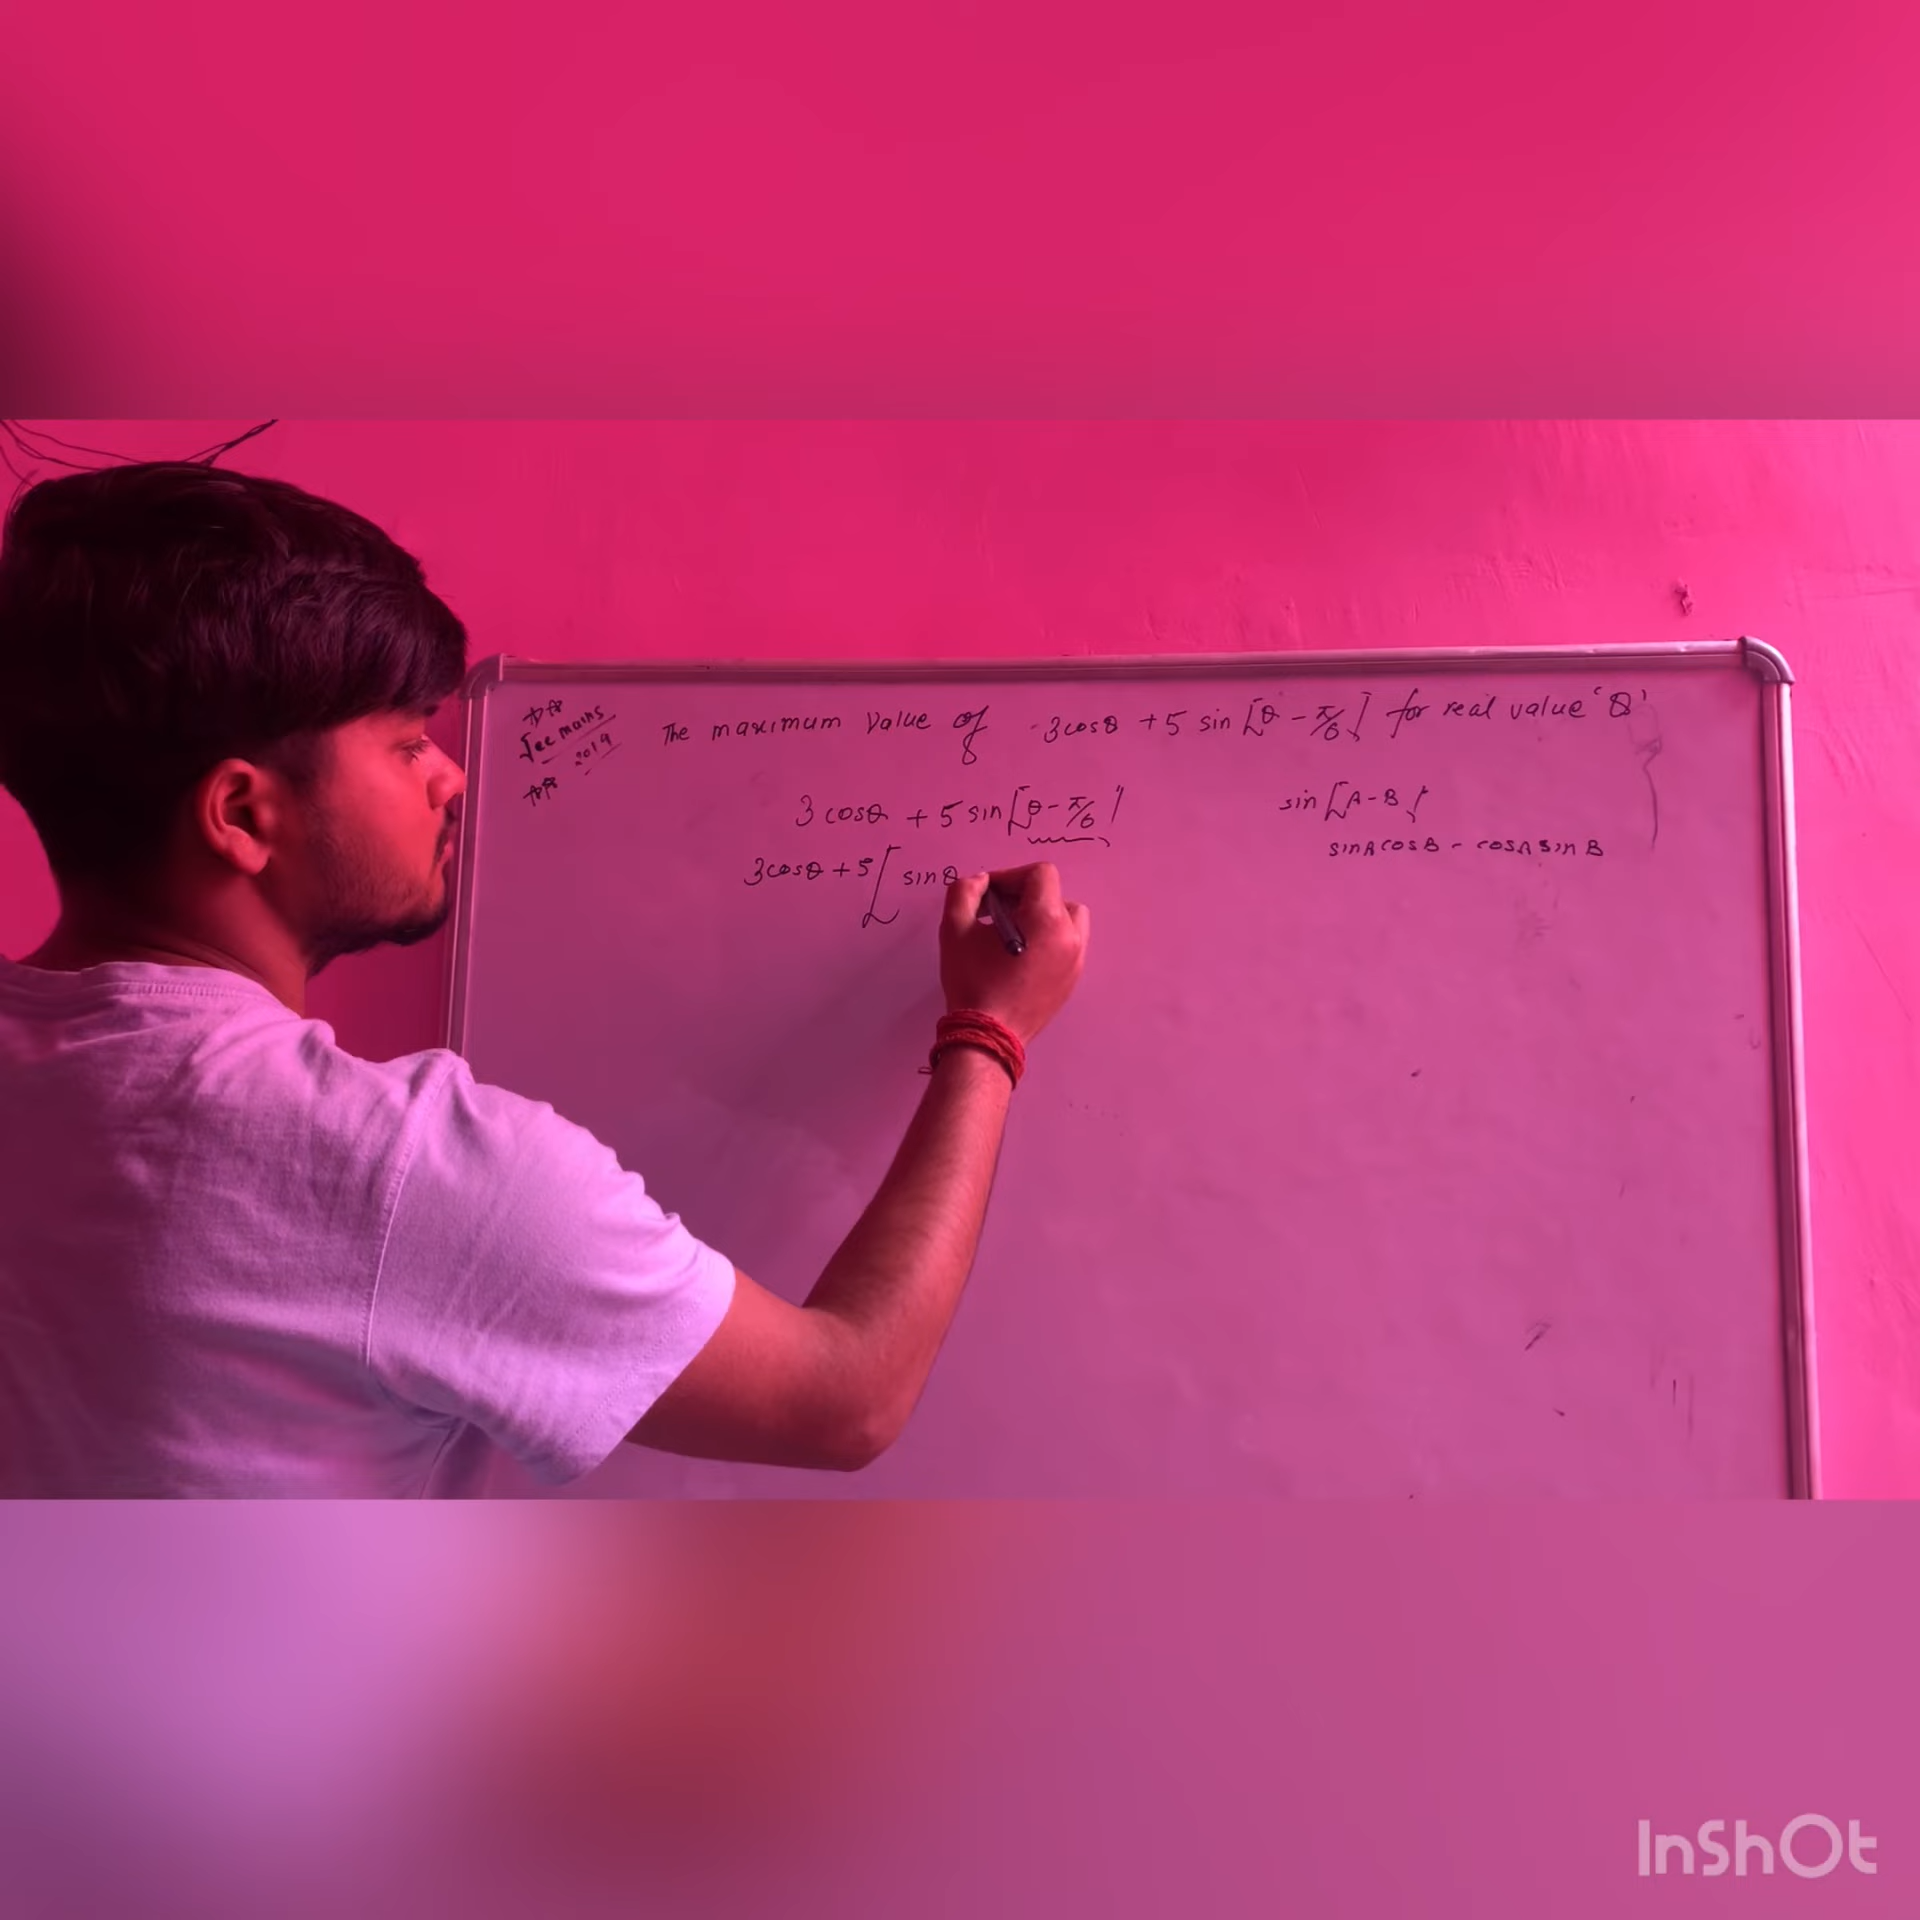 Jee mains
2019
The maximum value of 3cosθ + 5 sin [θ - π/6] for real value 'θ'
3 cosθ + 5 sin [θ - π/6]
sin [A - B]
sinAcosB - cosAsinB
3cosθ + 5 [ sinθ
InShOt